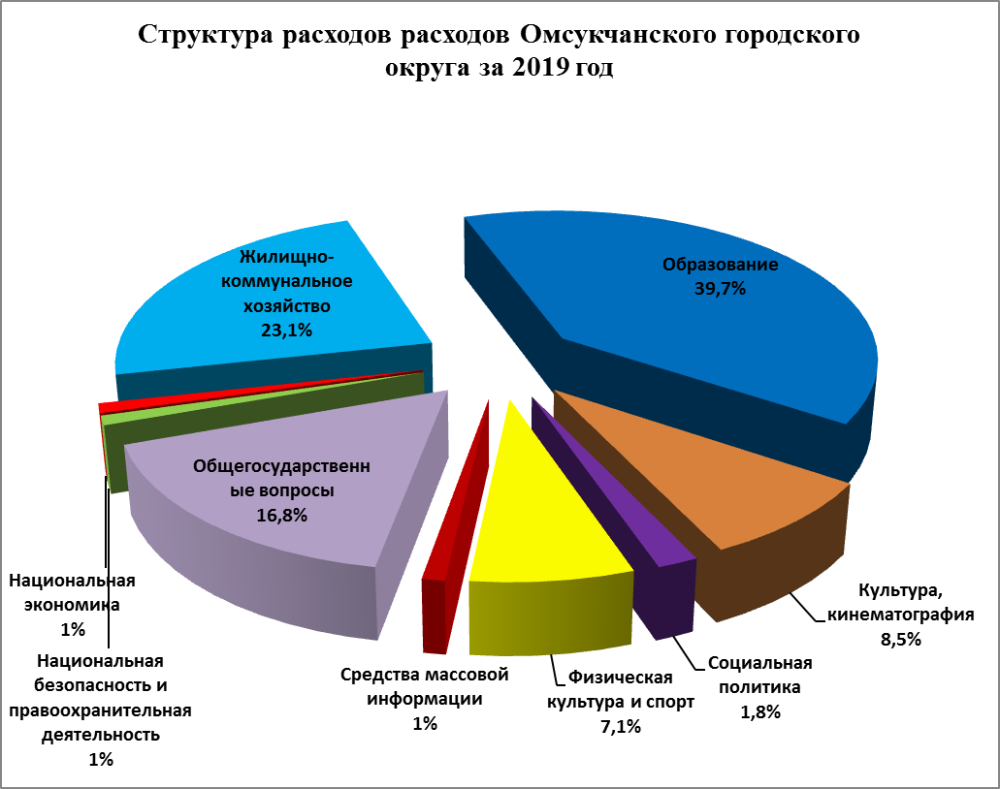 Структура расходов расходов Омсукчанского городского
округа за 2019 год
Жилищно-
коммунальное
хозяйство
23,1%
Образование
39,7%
Общегосударственн
ые вопросы
16,8%
Национальная
экономика
1%
Национальная
безопасность и
правоохранительная
деятельность
1%
Средства массовой
информации
1%
Физическая
культура и спорт
7,1%
Социальная
политика
1,8%
Культура,
кинематография
8,5%